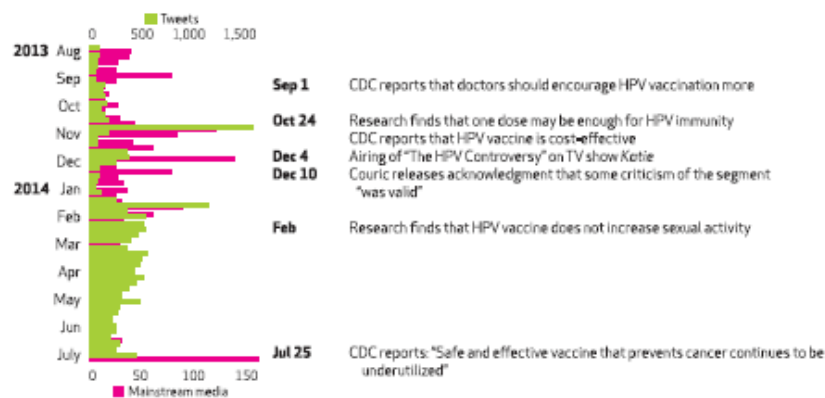 Tweets
0 500 1,000 1,500
2013 Aug
Sep
Sep 1 CDC reports that doctors should encourage HPV vaccination more
Oct
Oct 24 Research finds that one dose may be enough for HPV immunity
Nov
CDC reports that HPV vaccine is cost-effective
Dec
Dec 4 Airing of "The HPV Controversy" on TV show Katie
Dec 10 Couric releases acknowledgment that some criticism of the segment
"was valid"
2014 Jan
Feb
Feb Research finds that HPV vaccine does not increase sexual activity
Mar
Apr
May
Jun
July
Jul 25 CDC reports: "Safe and effective vaccine that prevents cancer continues to be
underutilized"
0 50 100 150
Mainstream media